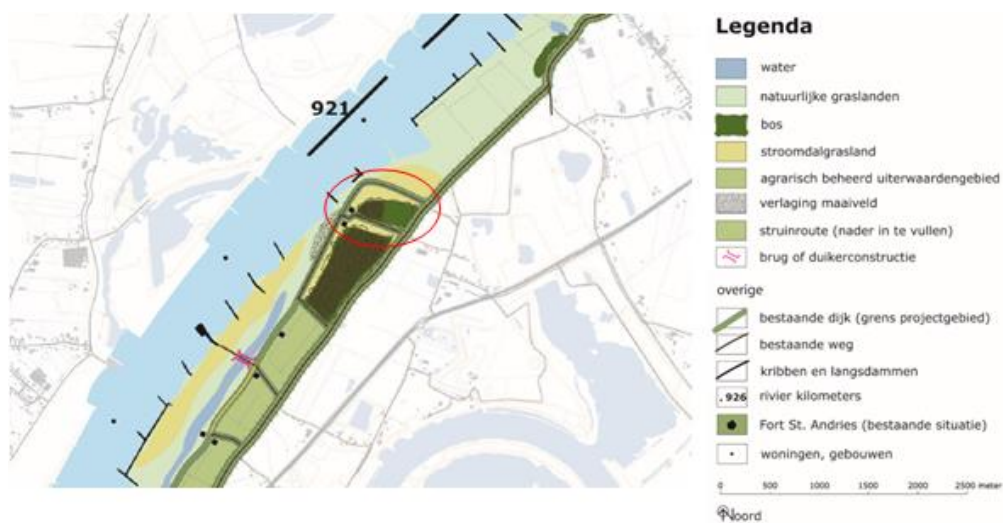 921
Legenda
water
natuurlijke graslanden
bos
stroomdalgrasland
agrarisch beheerd uiterwaardengebied
verlaging maaiveld
struinroute (nader in te vullen)
brug of duikerconstructie
overige
bestaande dijk (grens projectgebied)
bestaande weg
kribben en langsdammen
. 926 rivier kilometers
Fort St. Andries (bestaande situatie)
woningen, gebouwen
0 500 1000 1500 2000 2500 meter
Noord